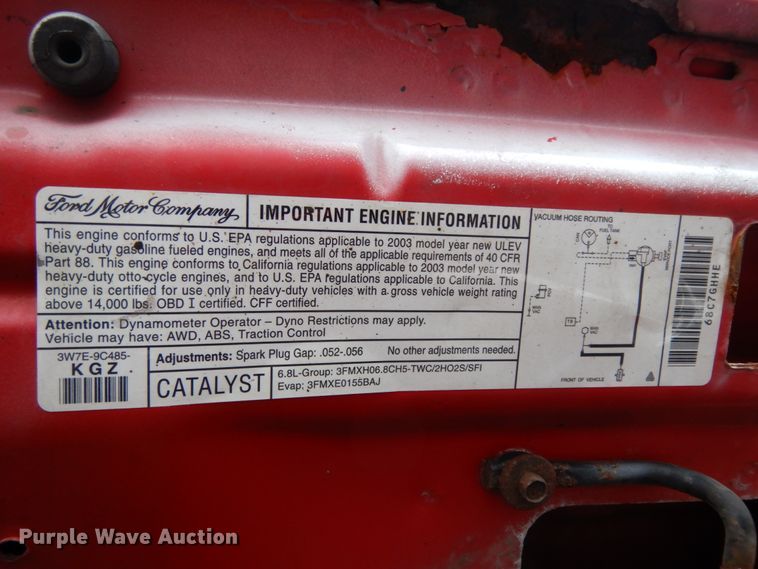 Ford Motor Company
IMPORTANT ENGINE INFORMATION
This engine conforms to U.S. EPA regulations applicable to 2003 model year new ULEV
heavy-duty gasoline fueled engines, and meets all of the applicable requirements of 40 CFR
Part 88. This engine conforms to California regulations applicable to 2003 model year new
heavy-duty otto-cycle engines, and to U.S. EPA regulations applicable to California. This
engine is certified for use only in heavy-duty vehicles with a gross vehicle weight rating
above 14,000 lbs. OBD I certified. CFF certified.
Attention: Dynamometer Operator – Dyno Restrictions may apply.
Vehicle may have: AWD, ABS, Traction Control
3W7E-9C485-
KGZ
Adjustments: Spark Plug Gap: .052-.056 No other adjustments needed.
CATALYST
6.8L-Group: 3FMXH06.8CH5-TWC/2HO2S/SFI
Evap: 3FMXE0155BAJ
VACUUM HOSE ROUTING
CAN
TO
FUEL TANK
FRONT OF VEHICLE
68C7GHHE
Purple Wave Auction